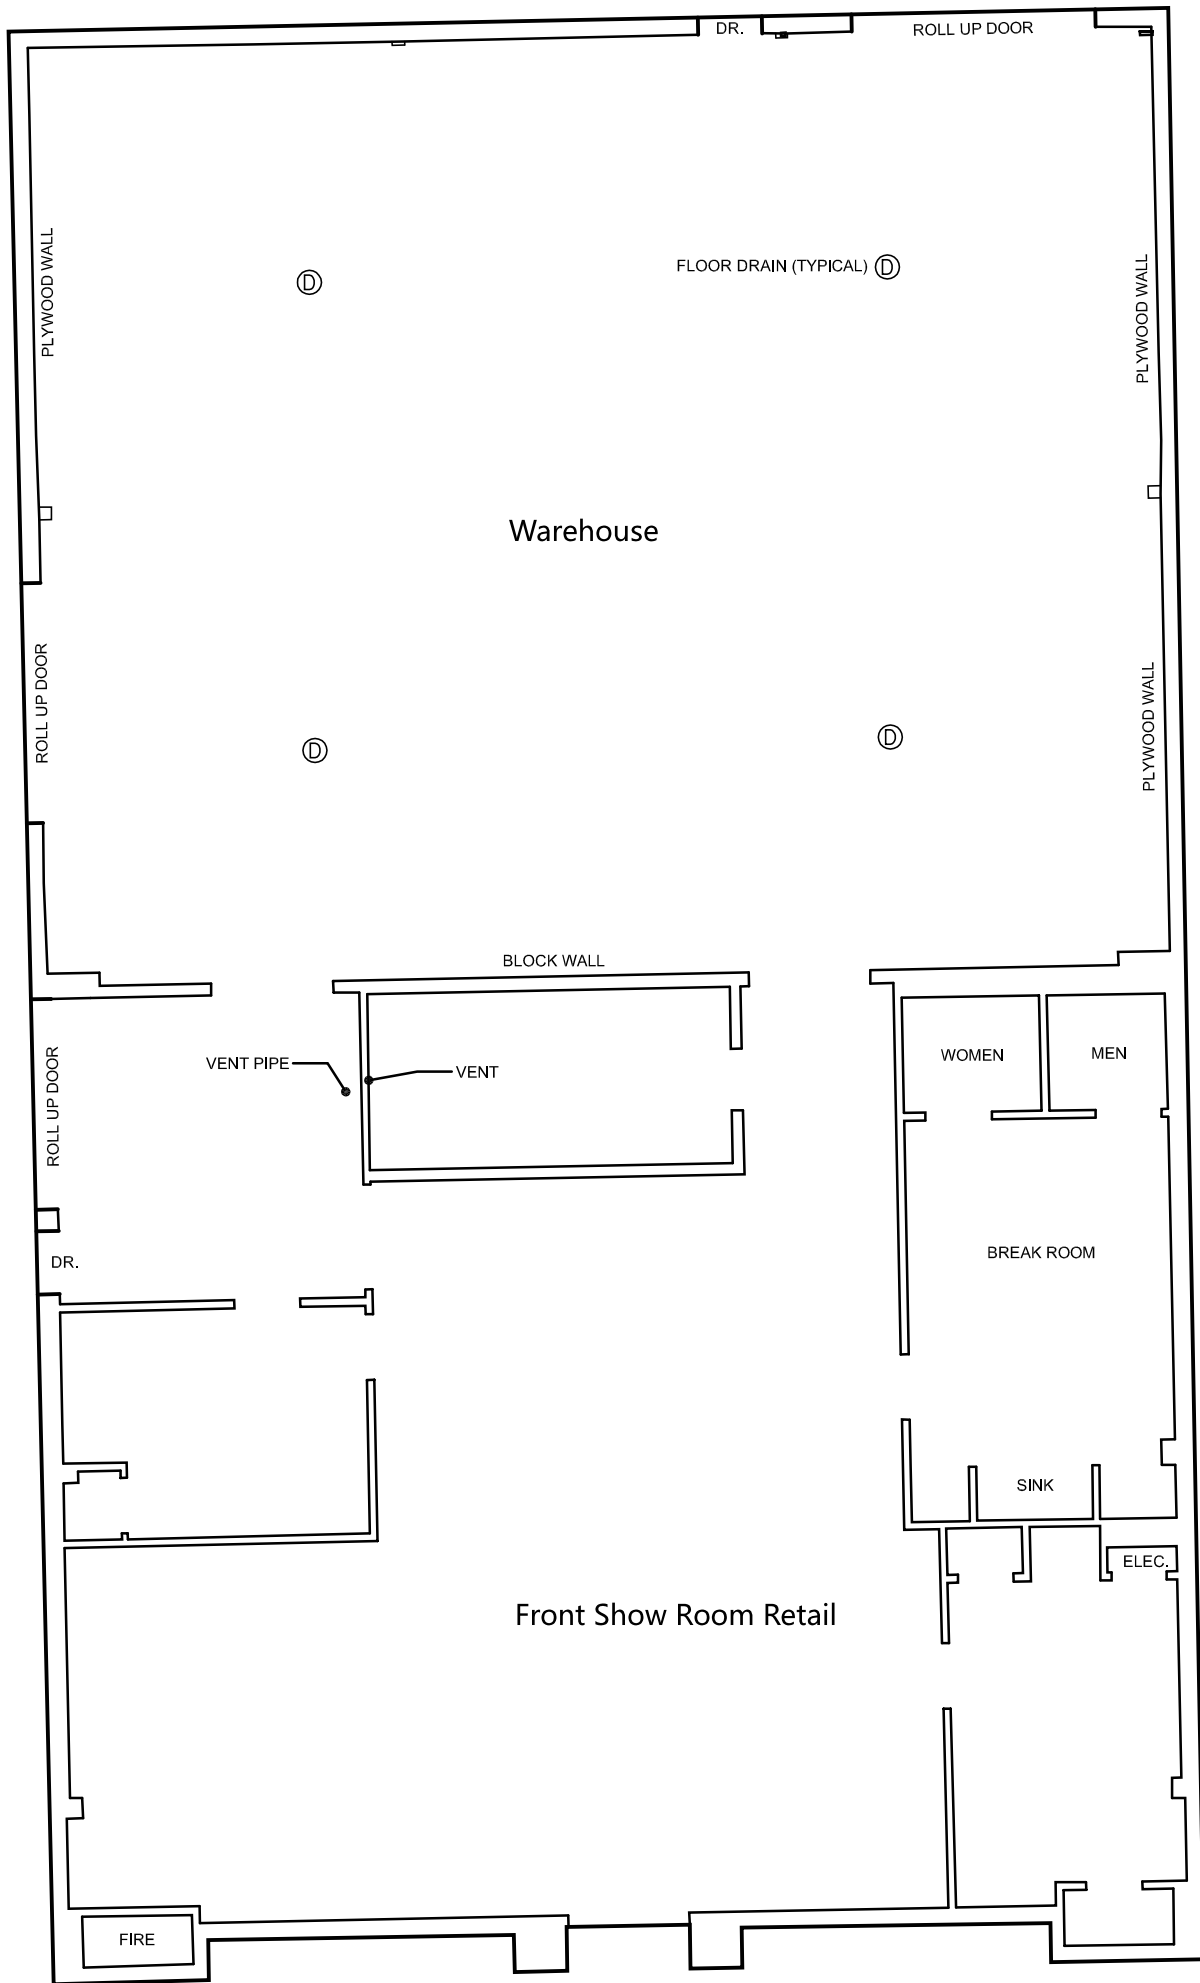 DR.
ROLL UP DOOR
PLYWOOD WALL
FLOOR DRAIN (TYPICAL) D
D
PLYWOOD WALL
Warehouse
ROLL UP DOOR
D
D
PLYWOOD WALL
BLOCK WALL
VENT PIPE
VENT
WOMEN
MEN
ROLL UP DOOR
BREAK ROOM
DR.
SINK
ELEC.
Front Show Room Retail
FIRE